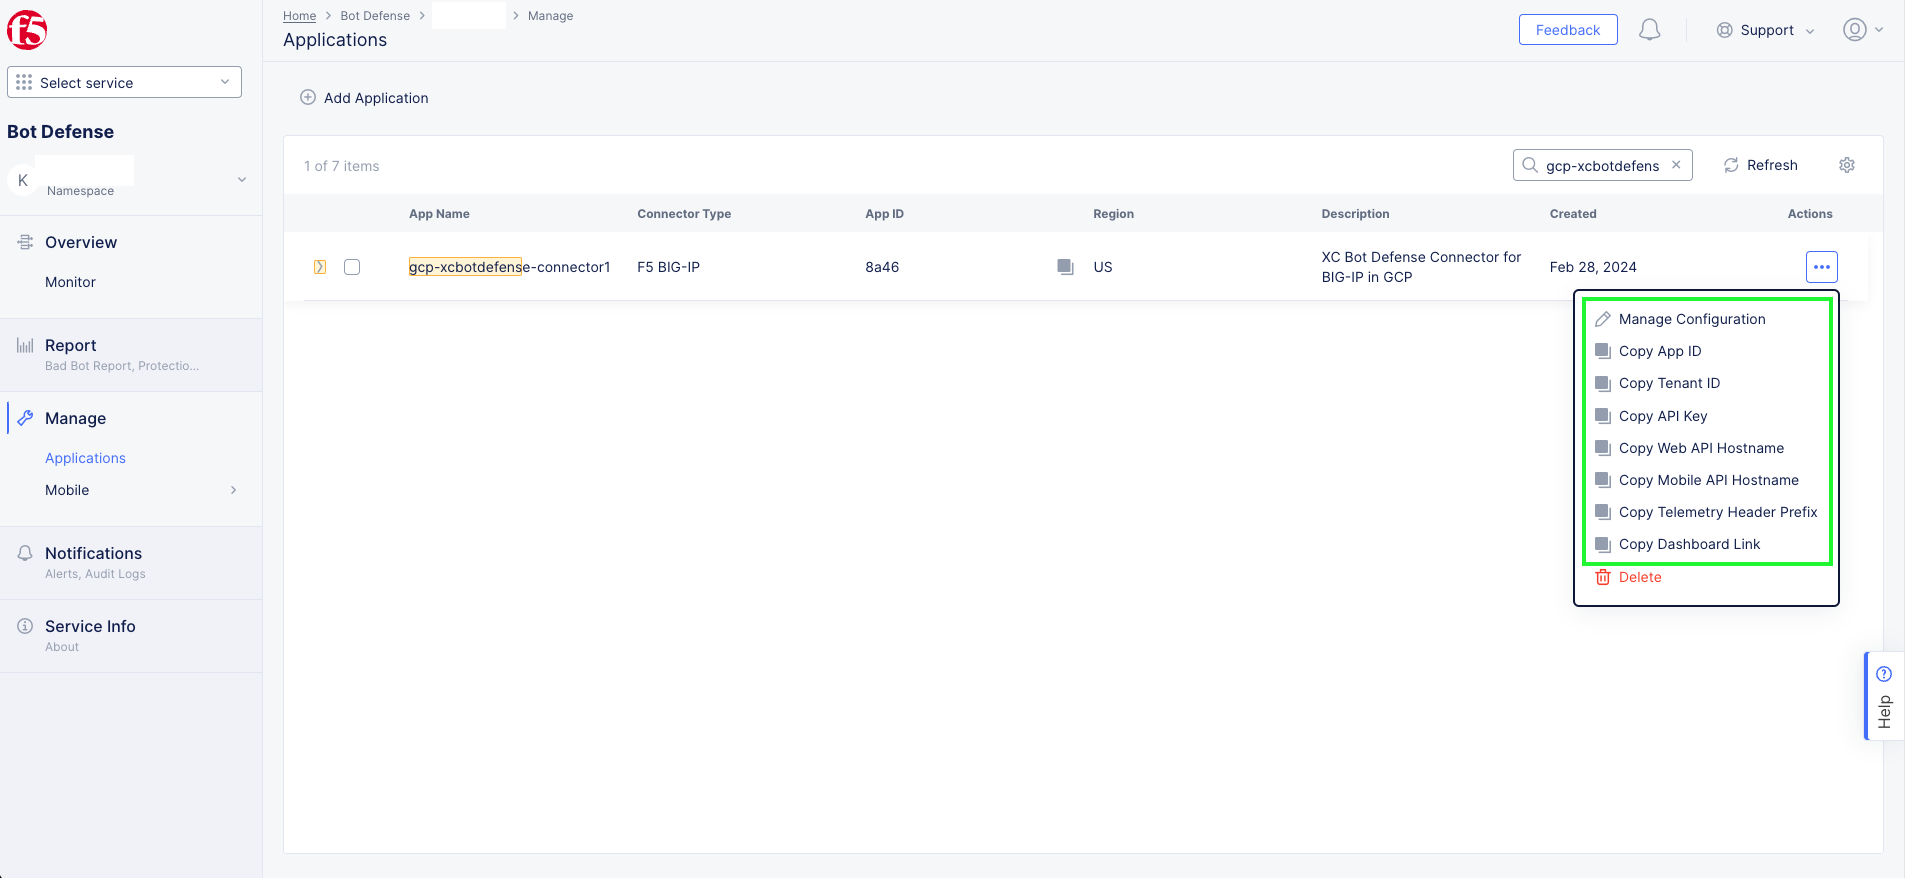 f5
Select service
Bot Defense
K
Namespace
Overview
Monitor
Report
Bad Bot Report, Protectio...
Manage
Applications
Mobile
Notifications
Alerts, Audit Logs
Service Info
About
Home > Bot Defense > > Manage
Applications
Feedback
Support
Add Application
1 of 7 items
gcp-xcbotdefens
Refresh
App Name Connector Type App ID Region Description Created Actions
gcp-xcbotdefense-connector1 F5 BIG-IP 8a46 US XC Bot Defense Connector for Feb 28, 2024
BIG-IP in GCP
Manage Configuration
Copy App ID
Copy Tenant ID
Copy API Key
Copy Web API Hostname
Copy Mobile API Hostname
Copy Telemetry Header Prefix
Copy Dashboard Link
Delete
Help